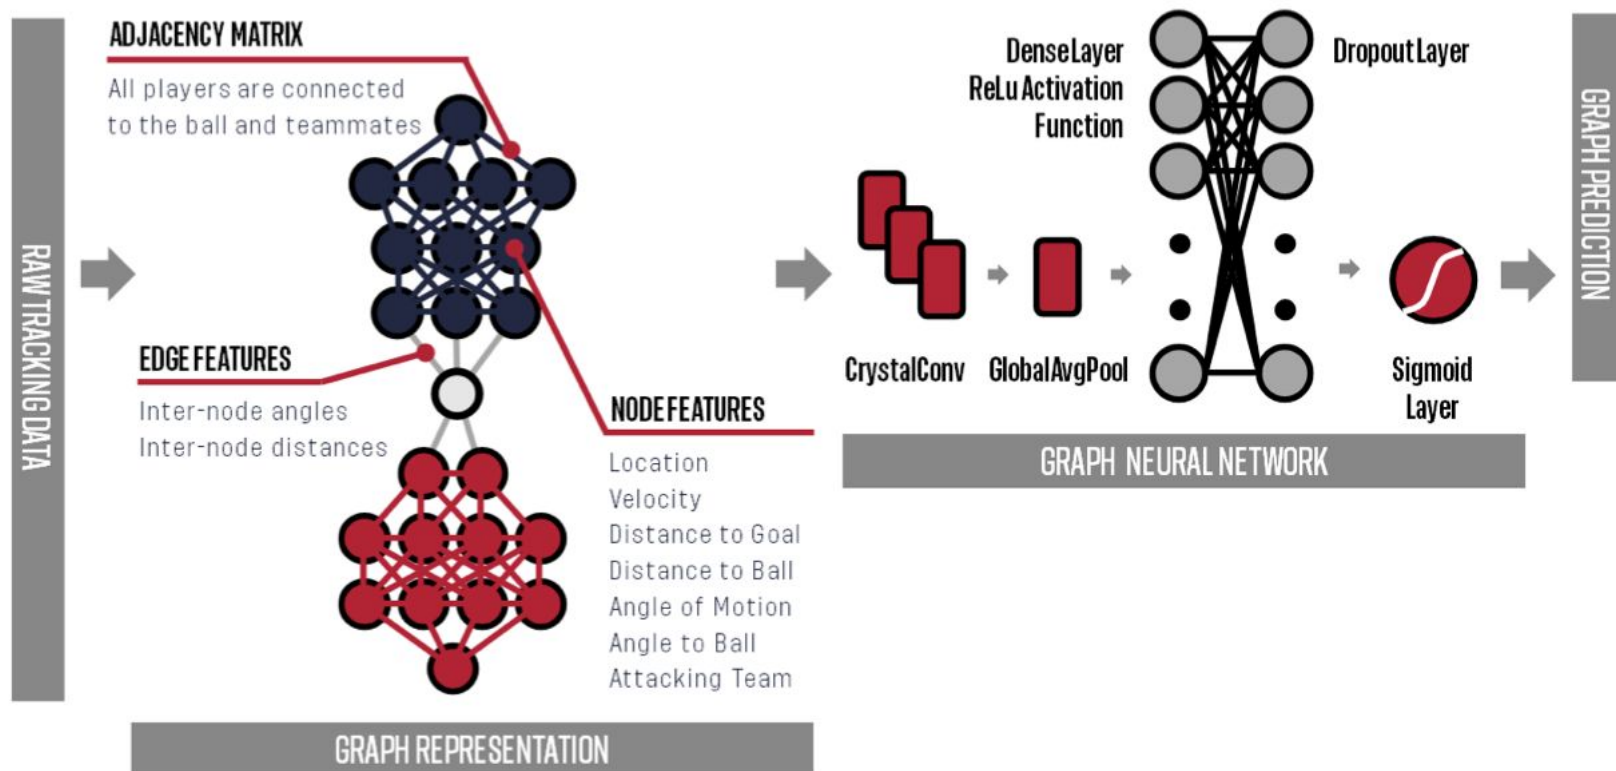 RAW TRACKING DATA
ADJACENCY MATRIX
All players are connected
to the ball and teammates
EDGE FEATURES
Inter-node angles
Inter-node distances
NODE FEATURES
Location
Velocity
Distance to Goal
Distance to Ball
Angle of Motion
Angle to Ball
Attacking Team
GRAPH REPRESENTATION
Dense Layer
ReLu Activation
Function
Dropout Layer
CrystalConv
GlobalAvgPool
Sigmoid
Layer
GRAPH NEURAL NETWORK
GRAPH PREDICTION